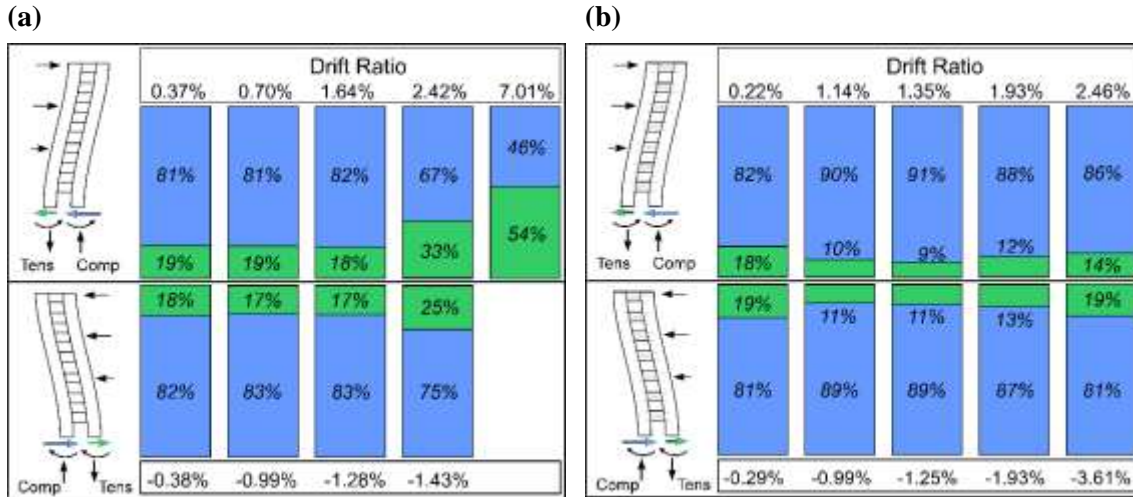 (a)
Drift Ratio
0.37% 0.70% 1.64% 2.42% 7.01%
81% 81% 82% 67% 46%
19% 19% 18% 33% 54%
Tens Comp
18% 17% 17% 25%
82% 83% 83% 75%
Comp Tens
-0.38% -0.99% -1.28% -1.43%
(b)
Drift Ratio
0.22% 1.14% 1.35% 1.93% 2.46%
82% 90% 91% 88% 86%
18% 10% 9% 12% 14%
Tens Comp
19% 11% 11% 13% 19%
81% 89% 89% 87% 81%
Comp Tens
-0.29% -0.99% -1.25% -1.93% -3.61%